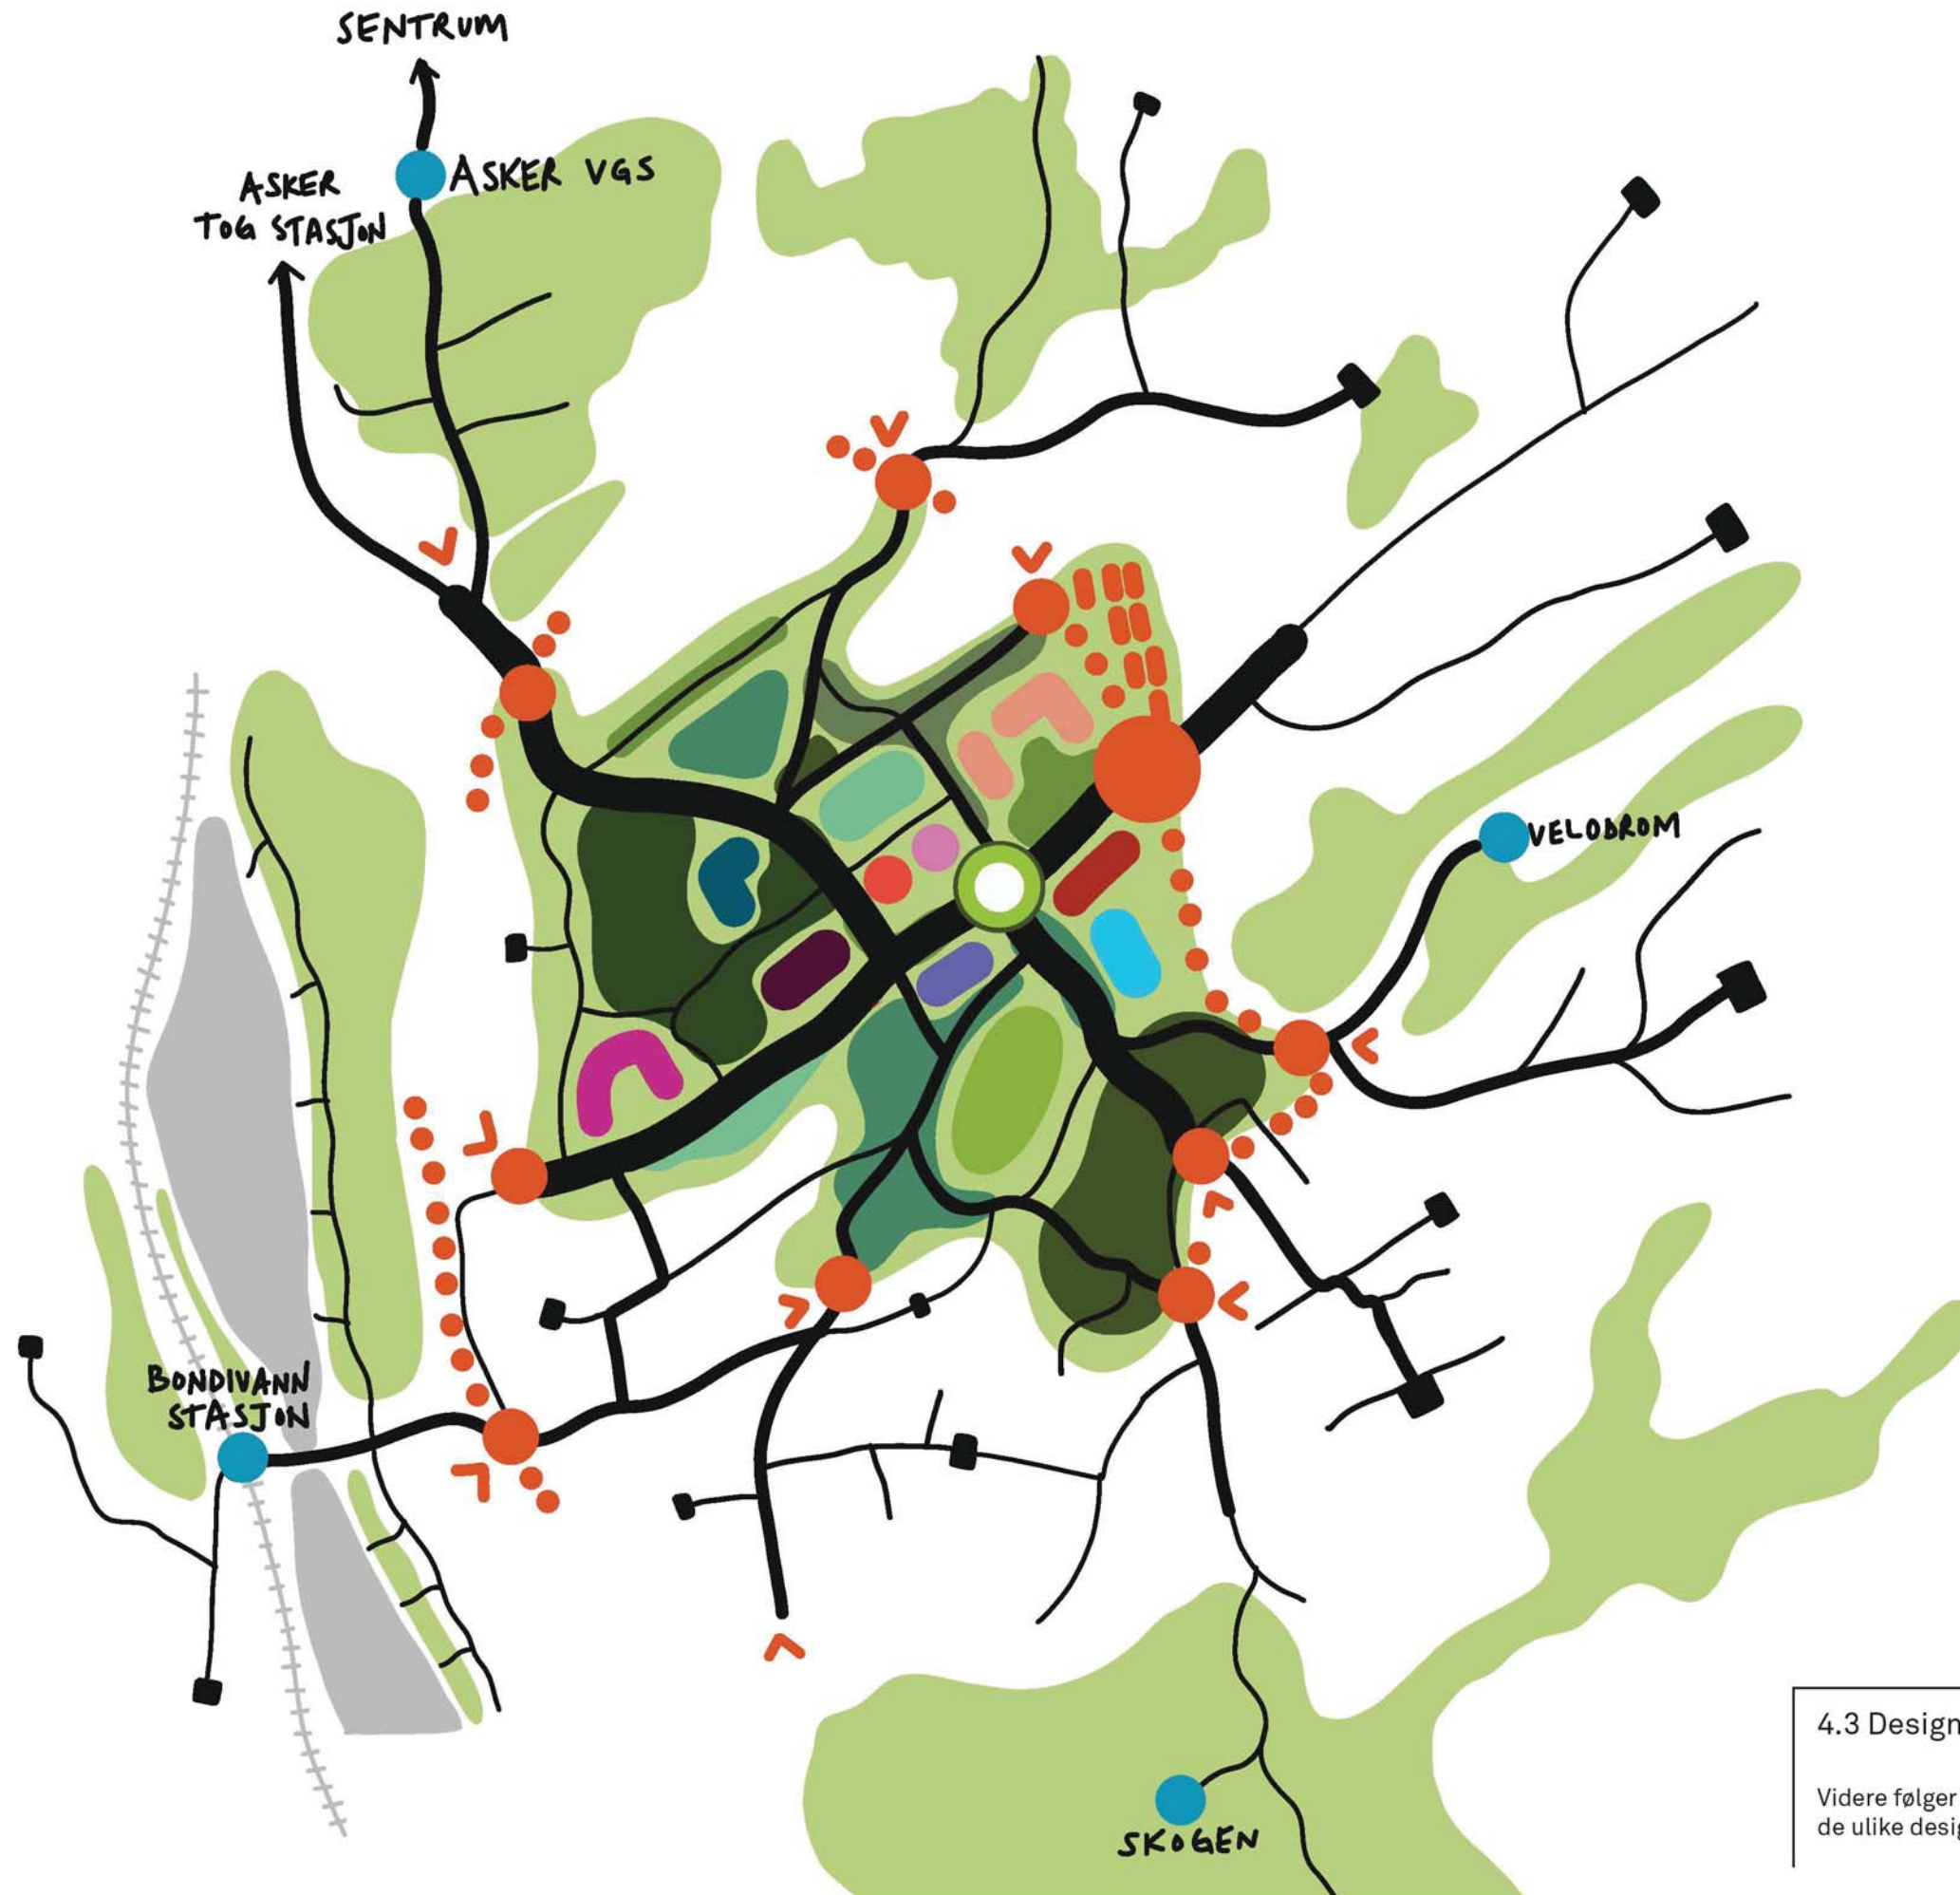 SENTRUM
ASKER VGS
ASKER
TOG STASJON
VELODROM
BONDIVANN
STASJON
SKOGEN
4.3 Design
Videre følger
de ulike desig